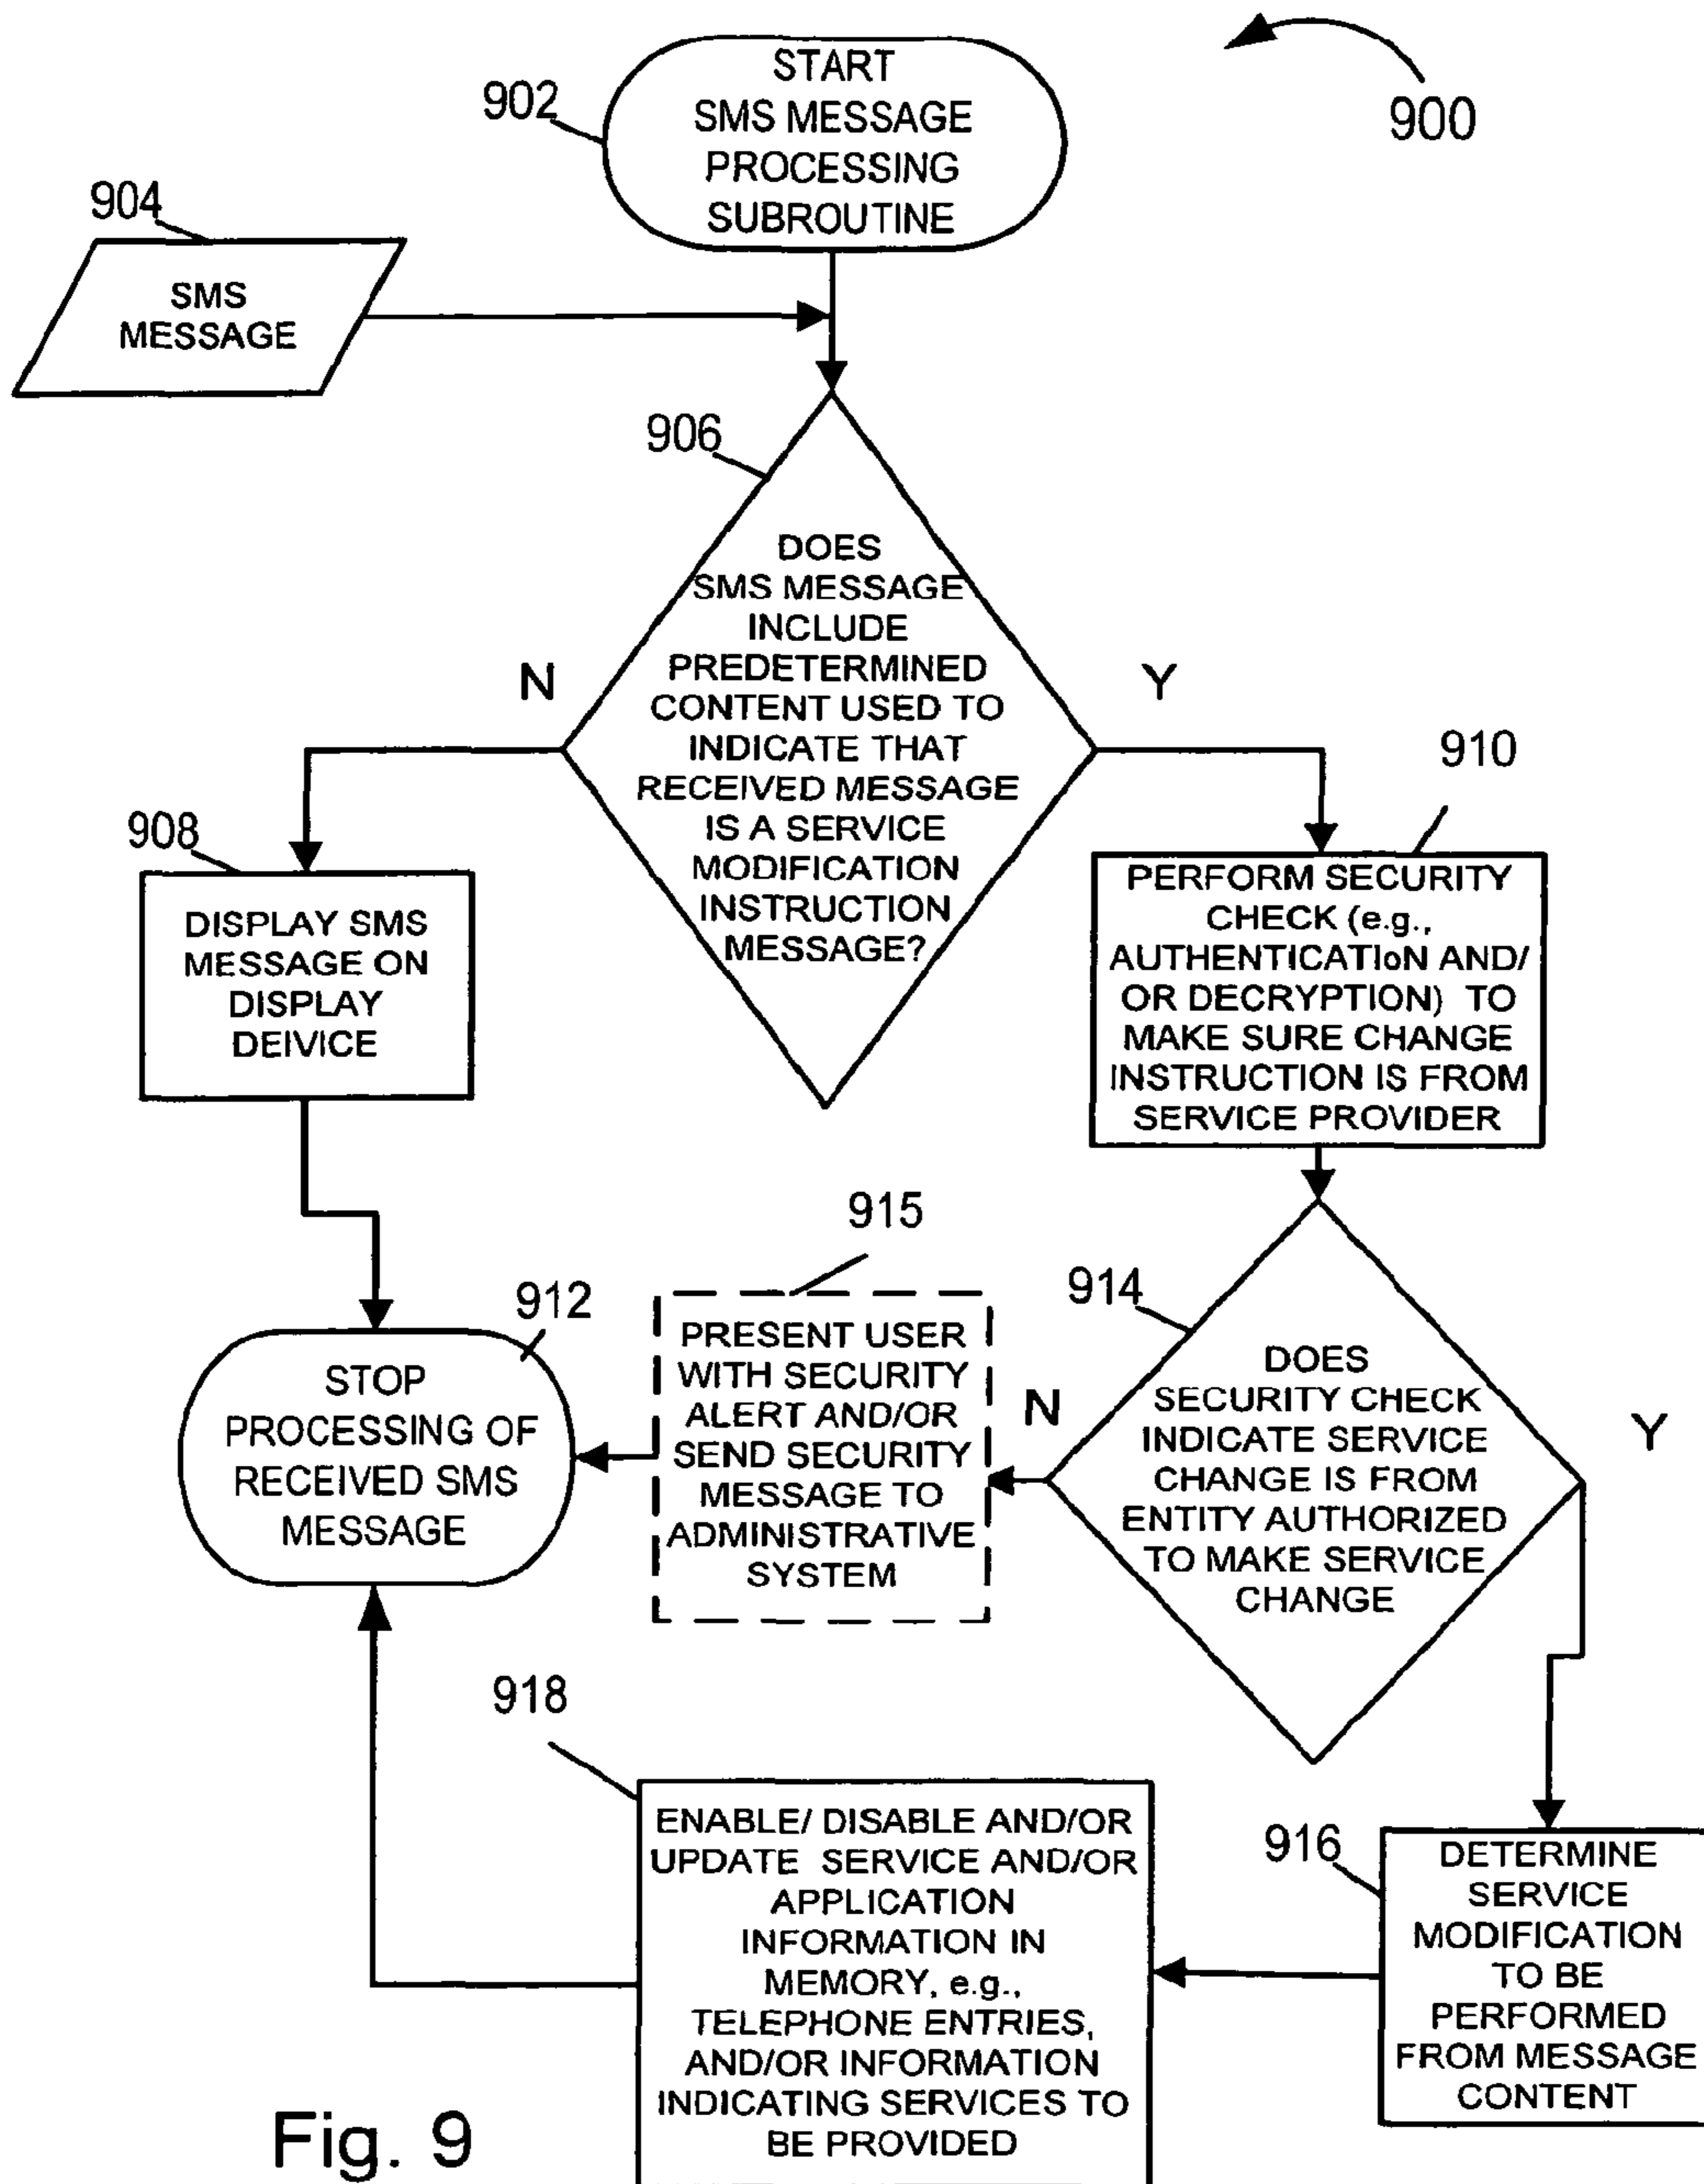 900
902
START
SMS MESSAGE
PROCESSING
SUBROUTINE
904
SMS
MESSAGE
906
DOES
SMS MESSAGE
INCLUDE
PREDETERMINED
CONTENT USED TO
INDICATE THAT
RECEIVED MESSAGE
IS A SERVICE
MODIFICATION
INSTRUCTION
MESSAGE?
N
Y
908
DISPLAY SMS
MESSAGE ON
DISPLAY
DEIVICE
910
PERFORM SECURITY
CHECK (e.g.,
AUTHENTICATIoN AND/
OR DECRYPTION) TO
MAKE SURE CHANGE
INSTRUCTION IS FROM
SERVICE PROVIDER
912
STOP
PROCESSING OF
RECEIVED SMS
MESSAGE
915
PRESENT USER
WITH SECURITY
ALERT AND/OR
SEND SECURITY
MESSAGE TO
ADMINISTRATIVE
SYSTEM
N
914
DOES
SECURITY CHECK
INDICATE SERVICE
CHANGE IS FROM
ENTITY AUTHORIZED
TO MAKE SERVICE
CHANGE
Y
918
ENABLE/ DISABLE AND/OR
UPDATE SERVICE AND/OR
APPLICATION
INFORMATION IN
MEMORY, e.g.,
TELEPHONE ENTRIES,
AND/OR INFORMATION
INDICATING SERVICES TO
BE PROVIDED
916
DETERMINE
SERVICE
MODIFICATION
TO BE
PERFORMED
FROM MESSAGE
CONTENT
Fig. 9